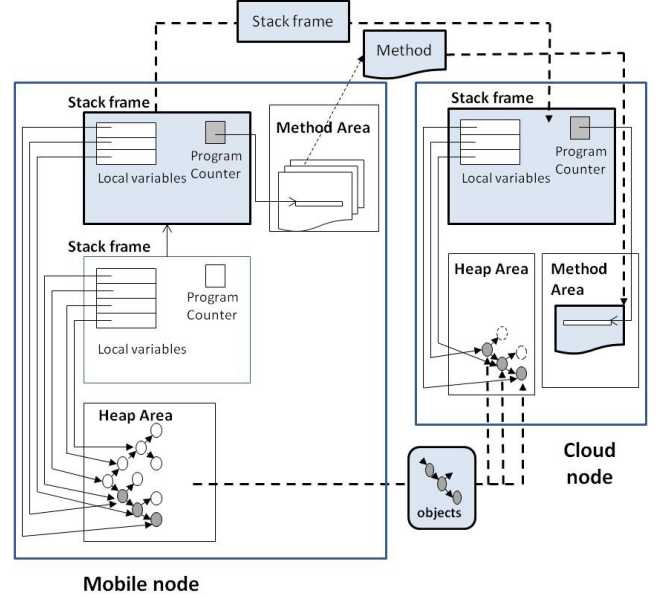 Stack frame
Method
Stack frame
Local variables
Program
Counter
Method Area
Stack frame
Local variables
Program
Counter
Heap Area
Mobile node
Stack frame
Local variables
Program
Counter
Heap Area
Method
Area
Cloud
node
objects